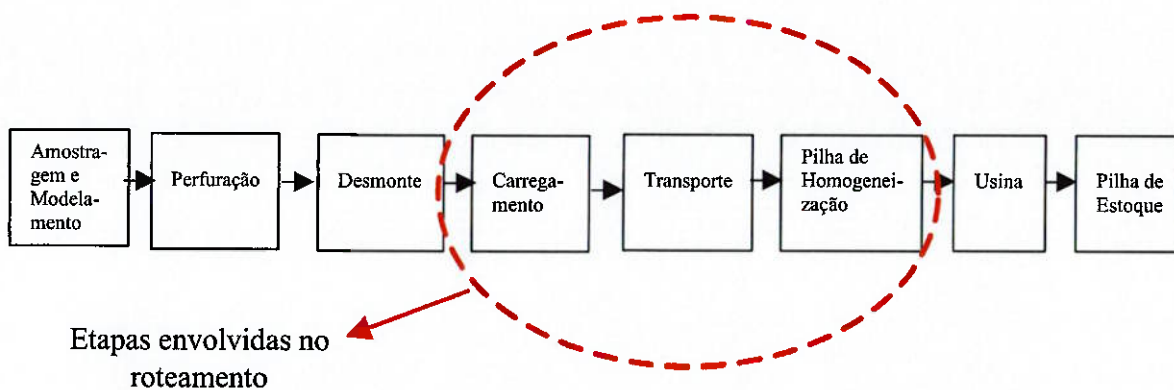 Amostra-
gem e
Modela-
mento
Perfuração
Desmonte
Carrega-
mento
Transporte
Pilha de
Homogenei-
zação
Usina
Pilha de
Estoque
Etapas envolvidas no
roteamento